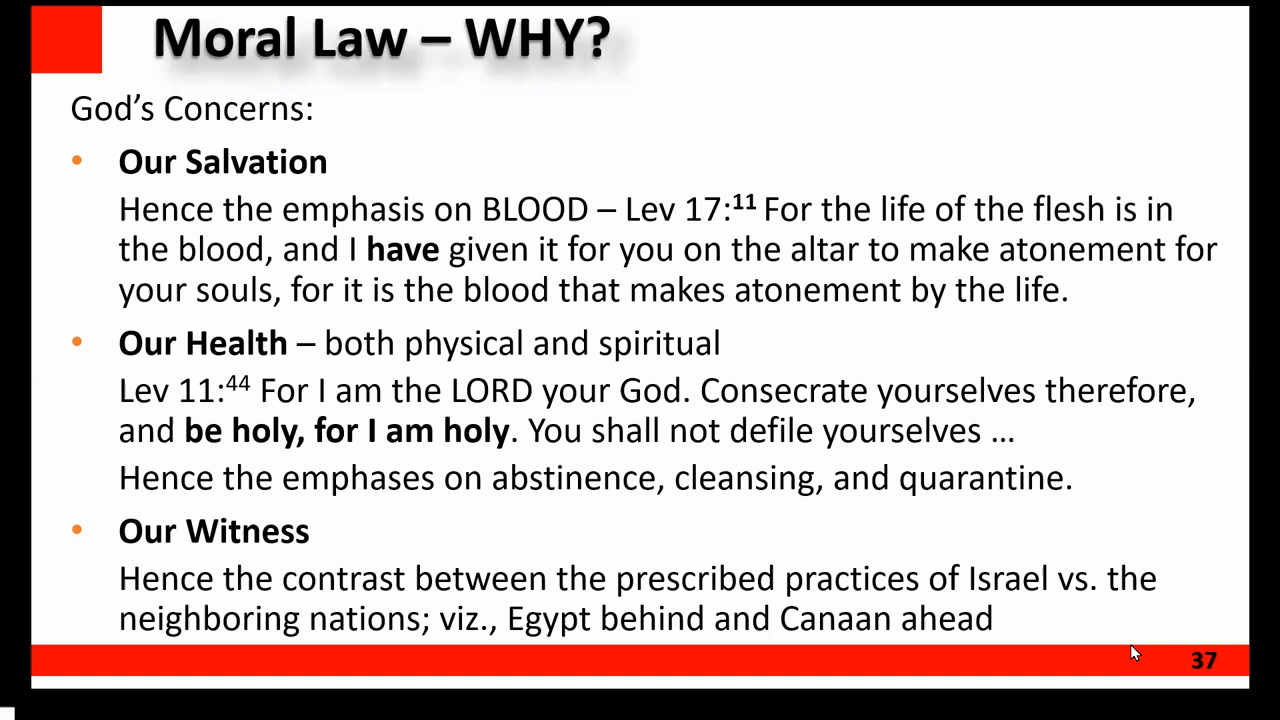 Moral Law – WHY?
God’s Concerns:
• Our Salvation
Hence the emphasis on BLOOD – Lev 17:11 For the life of the flesh is in
the blood, and I have given it for you on the altar to make atonement for
your souls, for it is the blood that makes atonement by the life.
• Our Health – both physical and spiritual
Lev 11:44 For I am the LORD your God. Consecrate yourselves therefore,
and be holy, for I am holy. You shall not defile yourselves …
Hence the emphases on abstinence, cleansing, and quarantine.
• Our Witness
Hence the contrast between the prescribed practices of Israel vs. the
neighboring nations; viz., Egypt behind and Canaan ahead
37